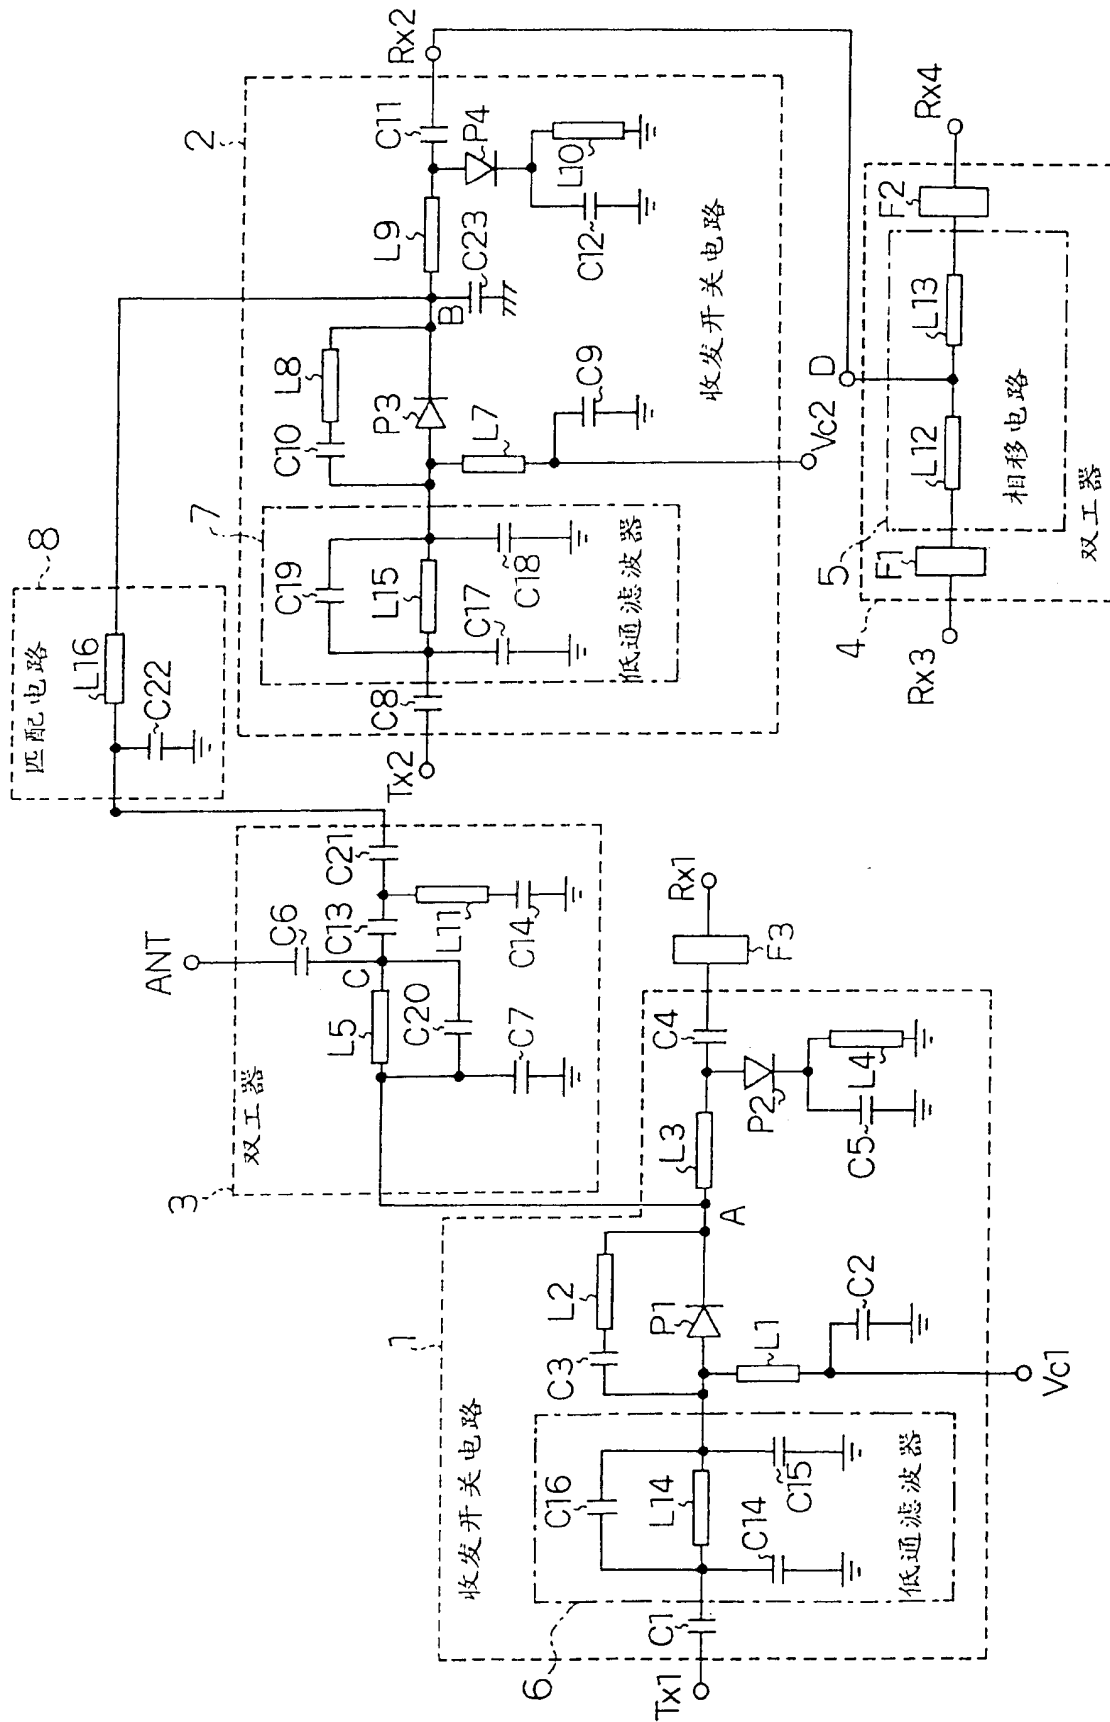 8
匹配电路
L16
C22
ANT
C6
C
3
双工器
L5
C20
C7
C13
C21
L11
C14
2
Rx2
C11
P4
L10
C12
L9
C23
B
L8
C10
P3
L7
C9
Vc2
收发开关电路
7
C19
L15
C17
C18
低通滤波器
C8
Tx2
D
Rx4
F2
L13
L12
相移电路
5
F1
Rx3
4
双工器
1
收发开关电路
L2
C3
P1
L1
C2
Vc1
A
L3
C4
P2
C5
L4
F3
Rx1
6
C16
L14
C14
C15
低通滤波器
C1
Tx1